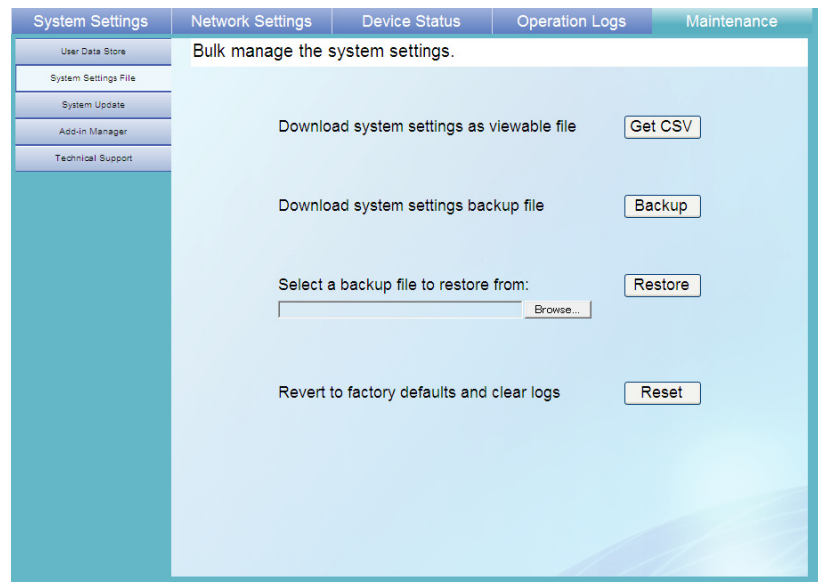 System Settings Network Settings Device Status Operation Logs Maintenance
User Data Store
System Settings File
System Update
Add-in Manager
Technical Support
Bulk manage the system settings.
Download system settings as viewable file Get CSV
Download system settings backup file Backup
Select a backup file to restore from: Restore
Browse...
Revert to factory defaults and clear logs Reset